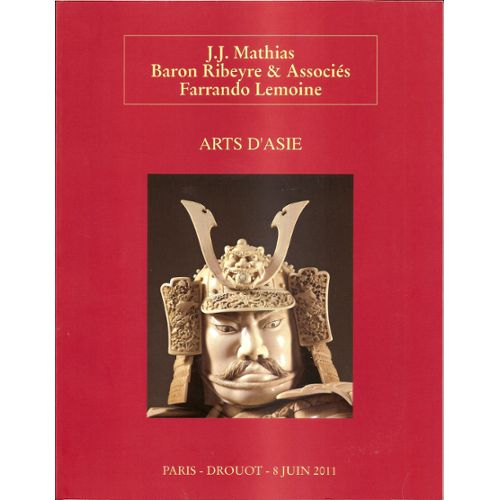 J.J. Mathias
Baron Ribeyre & Associés
Farrando Lemoine
ARTS D'ASIE
PARIS - DROUOT - 8 JUIN 2011